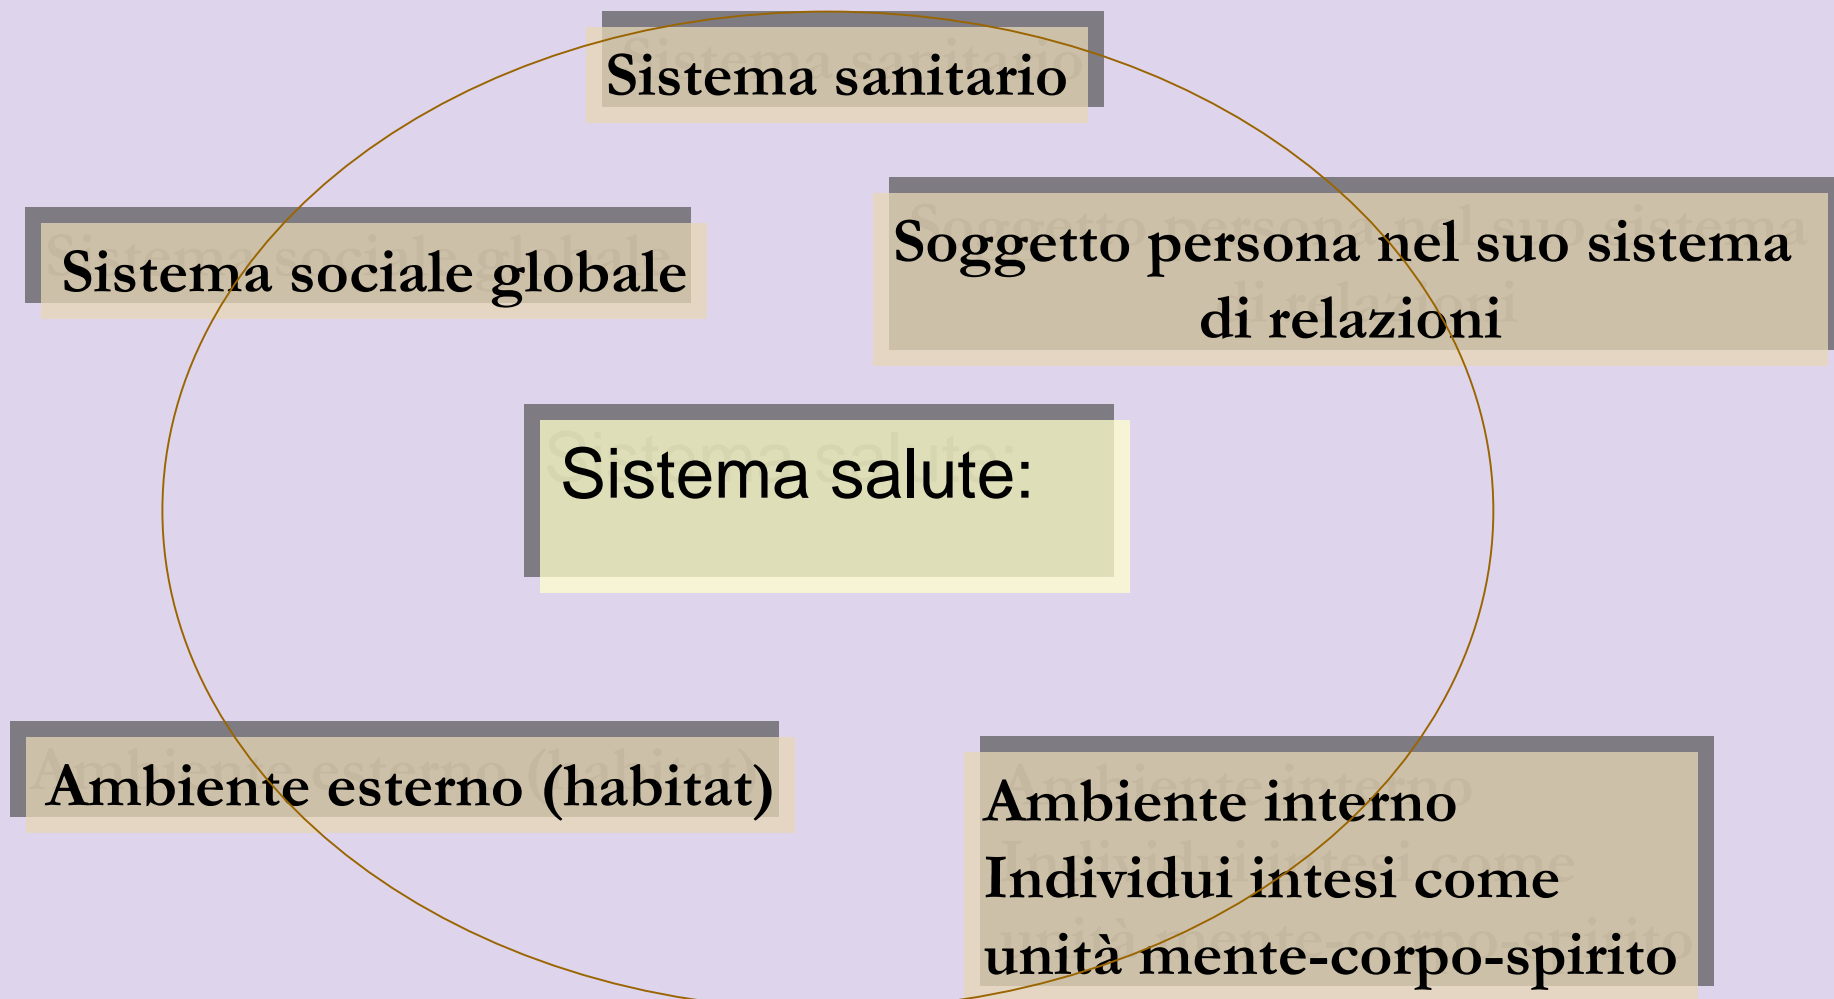 Sistema sanitario
Sistema sociale globale
Soggetto persona nel suo sistema
di relazioni
Sistema salute:
Ambiente esterno (habitat)
Ambiente interno
Individui intesi come
unità mente-corpo-spirito